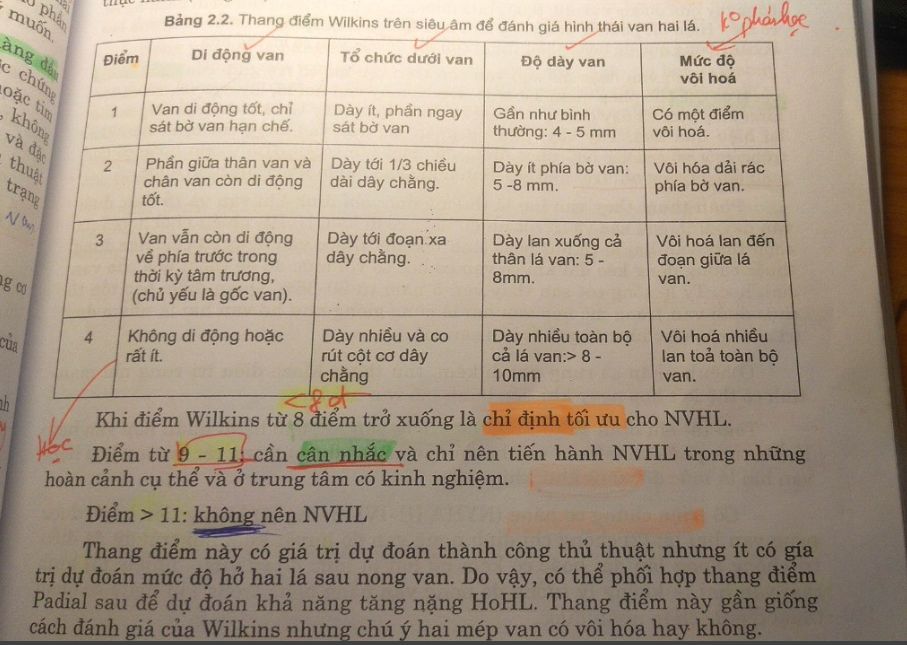 Bảng 2.2. Thang điểm Wilkins trên siêu âm để đánh giá hình thái van hai lá.
Điểm
Di động van
Tổ chức dưới van
Độ dày van
Mức độ
vôi hoá
1
Van di động tốt, chỉ
sát bờ van hạn chế.
Dày ít, phần ngay
sát bờ van
Gần như bình
thường: 4 - 5 mm
Có một điểm
vôi hoá.
2
Phần giữa thân van và
chân van còn di động
tốt.
Dày tới 1/3 chiều
dài dây chằng.
Dày ít phía bờ van:
5 -8 mm.
Vôi hóa dải rác
phía bờ van.
3
Van vẫn còn di động
về phía trước trong
thời kỳ tâm trương,
(chủ yếu là gốc van).
Dày tới đoạn xa
dây chằng.
Dày lan xuống cả
thân lá van: 5 -
8mm.
Vôi hoá lan đến
đoạn giữa lá
van.
4
Không di động hoặc
rất ít.
Dày nhiều và co
rút cột cơ dây
chằng
Dày nhiều toàn bộ
cả lá van:> 8 -
10mm
Vôi hoá nhiều
lan toả toàn bộ
van.
Khi điểm Wilkins từ 8 điểm trở xuống là chỉ định tối ưu cho NVHL.
Điểm từ 9 - 11: cần cân nhắc và chỉ nên tiến hành NVHL trong những
hoàn cảnh cụ thể và ở trung tâm có kinh nghiệm.
Điểm > 11: không nên NVHL
Thang điểm này có giá trị dự đoán thành công thủ thuật nhưng ít có gía
trị dự đoán mức độ hở hai lá sau nong van. Do vậy, có thể phối hợp thang điểm
Padial sau để dự đoán khả năng tăng nặng HoHL. Thang điểm này gần giống
cách đánh giá của Wilkins nhưng chú ý hai mép van có vôi hóa hay không.
muốn.
chứng
hoặc tim
không
và đặc
thuật
trạng
của